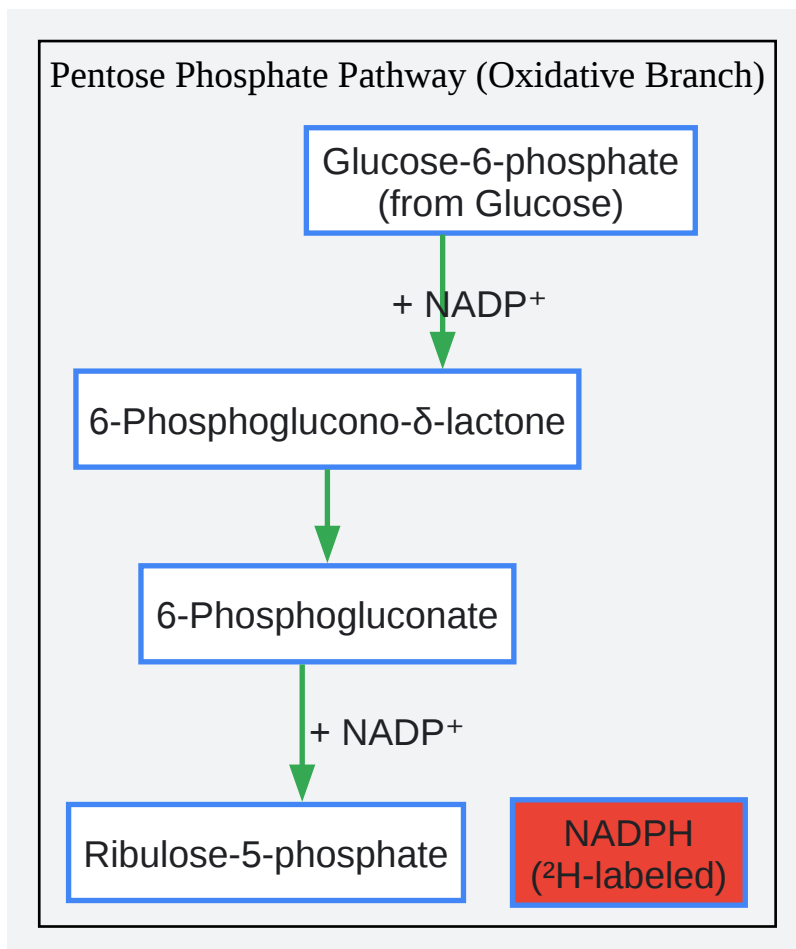 Pentose Phosphate Pathway (Oxidative Branch)
Glucose-6-phosphate
(from Glucose)
+ NADP⁺
6-Phosphoglucono-δ-lactone
6-Phosphogluconate
+ NADP⁺
Ribulose-5-phosphate
NADPH
(²H-labeled)